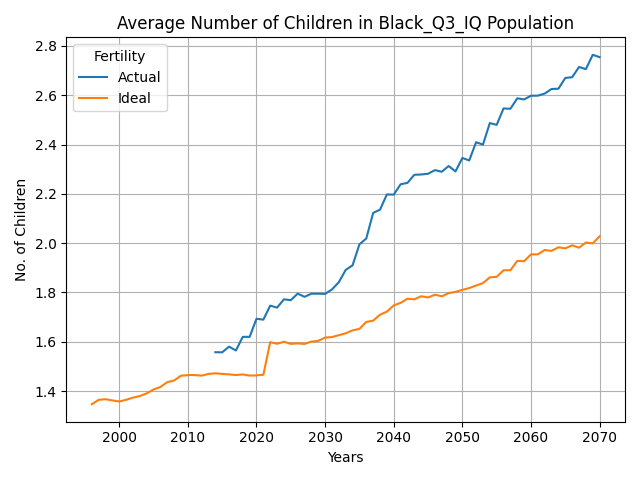 Average Number of Children in Black_Q3_IQ Population
Fertility
Actual
Ideal
No. of Children
2.8
2.6
2.4
2.2
2.0
1.8
1.6
1.4
2000 2010 2020 2030 2040 2050 2060 2070
Years